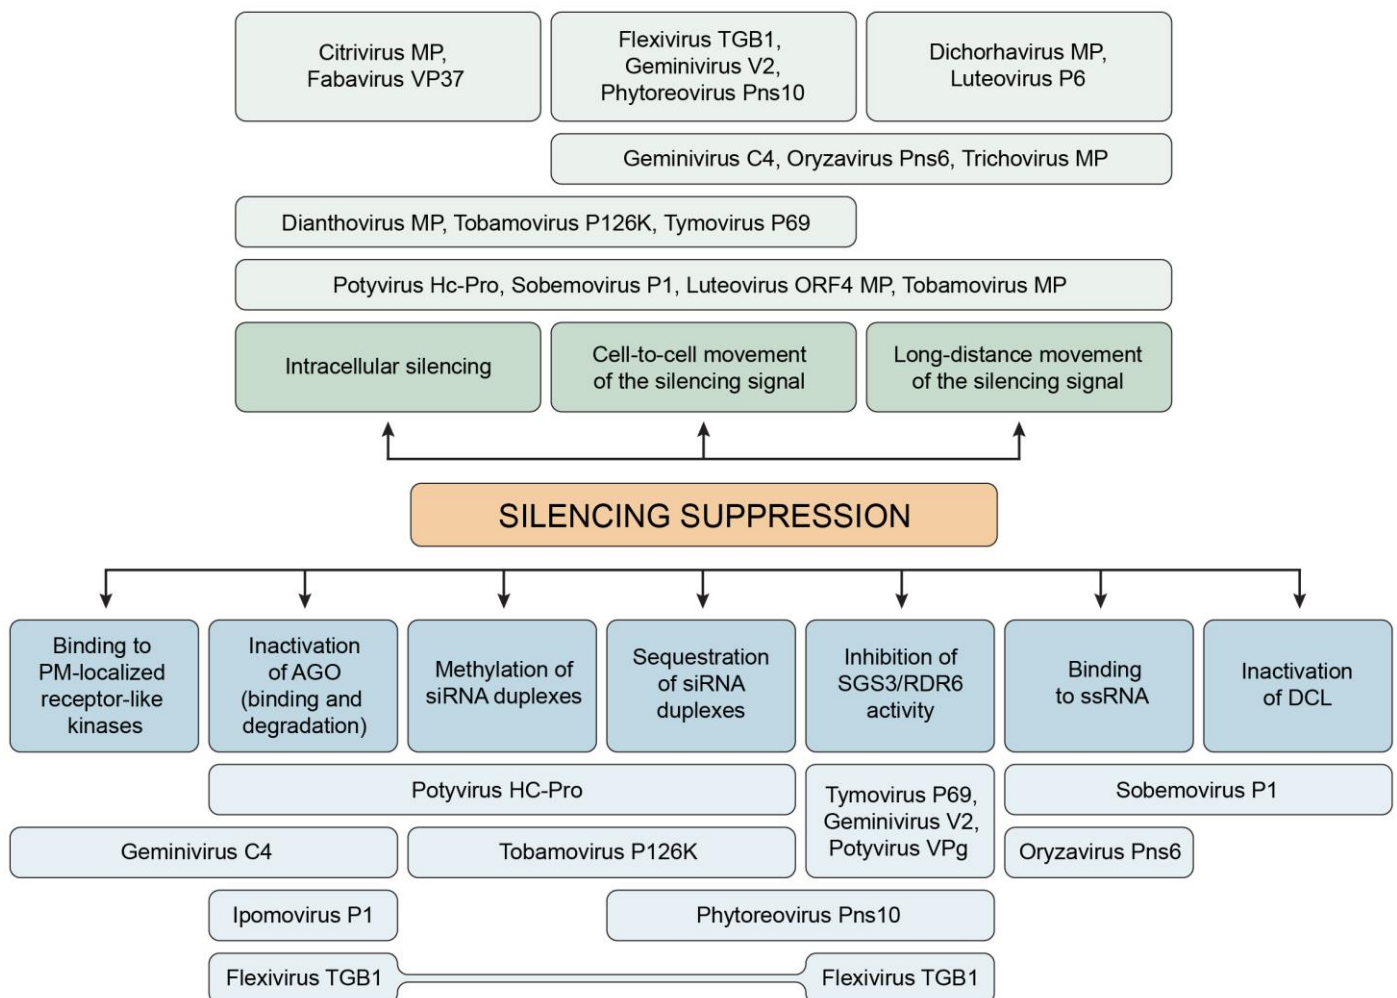 Citrivirus MP,
Fabavirus VP37
Flexivirus TGB1,
Geminivirus V2,
Phytoreovirus Pns10
Dichorhavirus MP,
Luteovirus P6
Geminivirus C4, Oryzavirus Pns6, Trichovirus MP
Dianthovirus MP, Tobamovirus P126K, Tymovirus P69
Potyvirus Hc-Pro, Sobemovirus P1, Luteovirus ORF4 MP, Tobamovirus MP
Intracellular silencing
Cell-to-cell movement
of the silencing signal
Long-distance movement
of the silencing signal
SILENCING SUPPRESSION
Binding to
PM-localized
receptor-like
kinases
Inactivation
of AGO
(binding and
degradation)
Methylation of
siRNA duplexes
Sequestration
of siRNA
duplexes
Inhibition of
SGS3/RDR6
activity
Binding
to ssRNA
Inactivation
of DCL
Potyvirus HC-Pro
Tymovirus P69,
Geminivirus V2,
Potyvirus VPg
Sobemovirus P1
Geminivirus C4
Tobamovirus P126K
Oryzavirus Pns6
Ipomovirus P1
Phytoreovirus Pns10
Flexivirus TGB1
Flexivirus TGB1